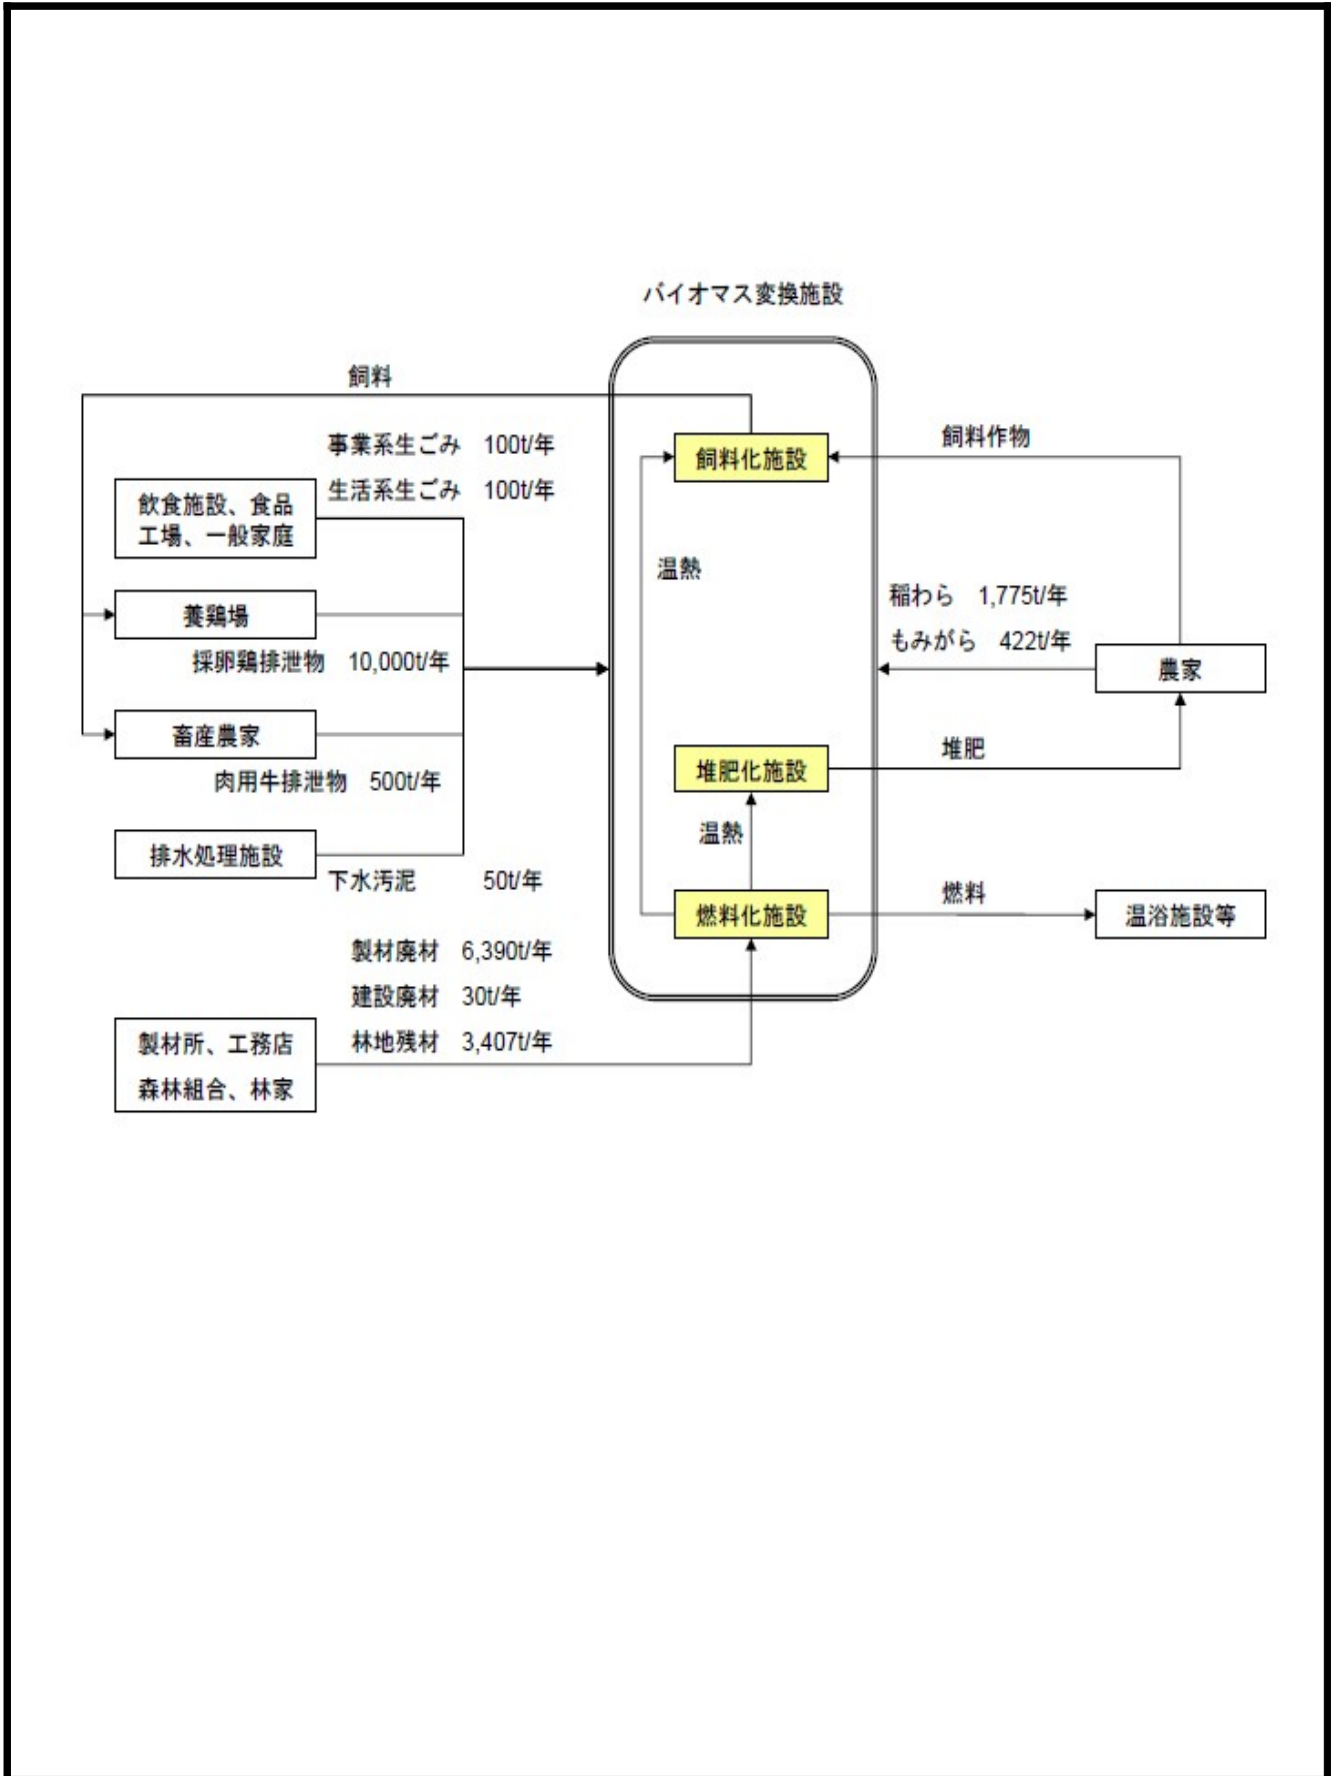 バイオマス変換施設
飼料
事業系生ごみ　100t/年
生活系生ごみ　100t/年
飲食施設、食品
工場、一般家庭
養鶏場
採卵鶏排泄物　10,000t/年
畜産農家
肉用牛排泄物　500t/年
排水処理施設
下水汚泥　　　50t/年
製材廃材　6,390t/年
建設廃材　30t/年
林地残材　3,407t/年
製材所、工務店
森林組合、林家
飼料化施設
温熱
堆肥化施設
温熱
燃料化施設
飼料作物
稲わら　1,775t/年
もみがら　422t/年
農家
堆肥
燃料
温浴施設等